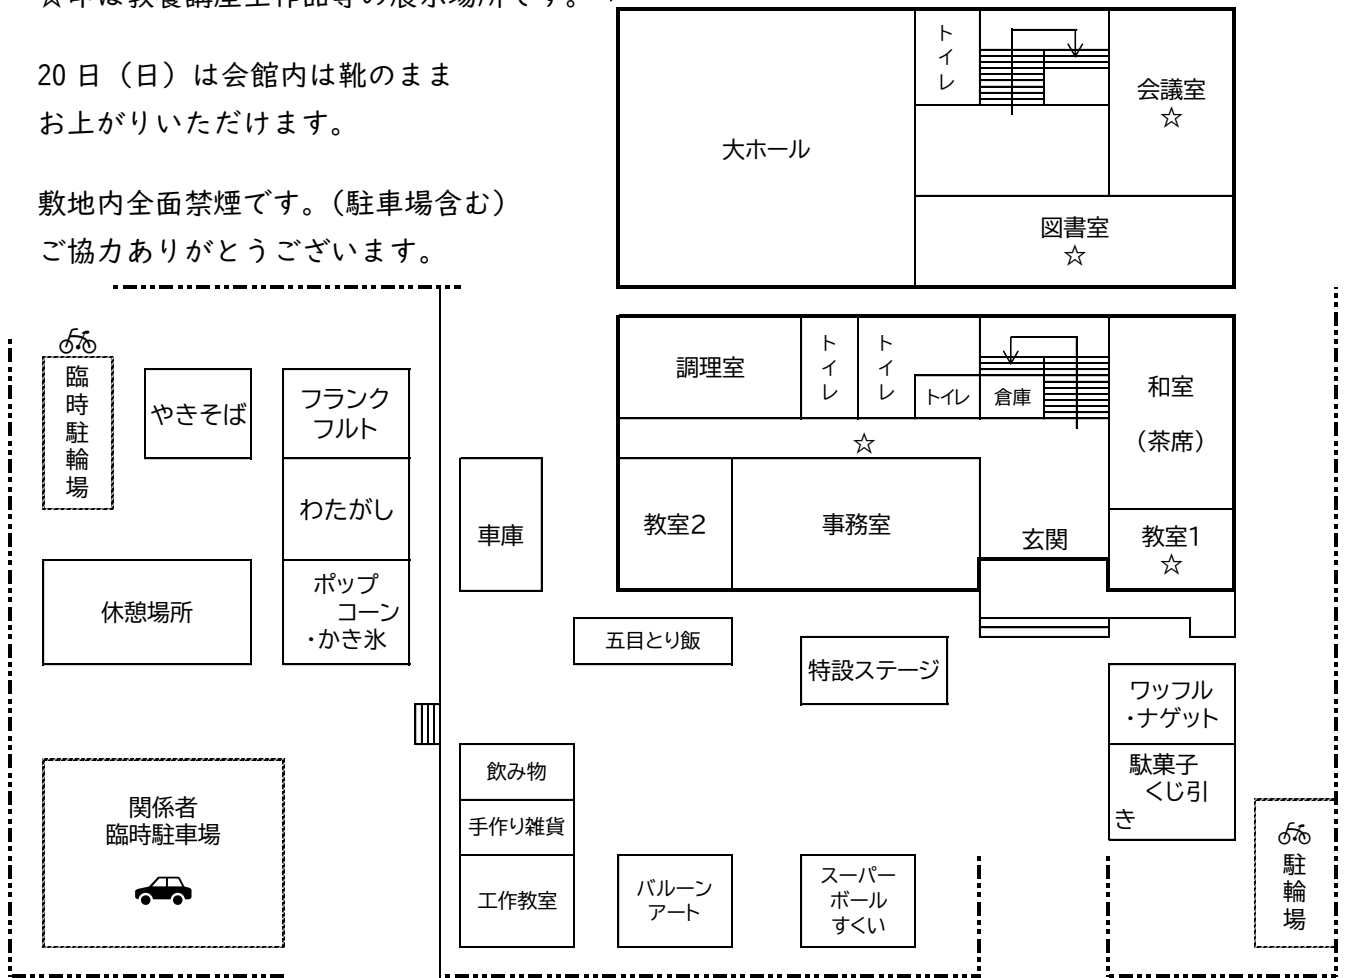 ☆印は教養講座工作品等の展示場所です。
20日（日）は会館内は靴のまま
お上がりいただけます。
敷地内全面禁煙です。（駐車場含む）
ご協力ありがとうございます。
大ホール
トイレ
会議室
☆
図書室
☆
調理室
トイレ
トイレ
トイレ
倉庫
和室
（茶席）
☆
教室2
事務室
玄関
教室1
☆
臨時駐輪場
やきそば
フランク
フルト
わたがし
車庫
休憩場所
ポップ
コーン
・かき氷
五目とり飯
特設ステージ
ワッフル
・ナゲット
駄菓子
くじ引
き
関係者
臨時駐車場
飲み物
手作り雑貨
工作教室
バルーン
アート
スーパー
ボール
すくい
駐輪場